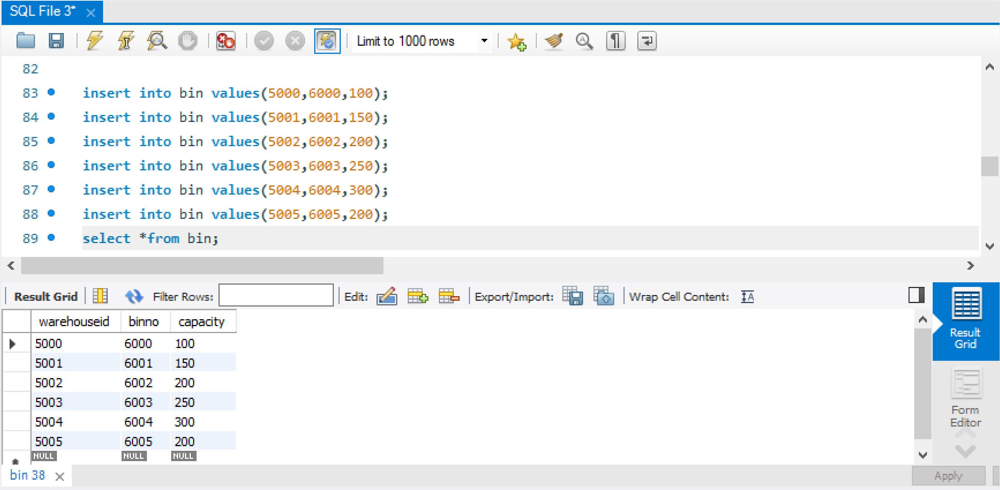 SQL File 3*
Limit to 1000 rows
82
83 insert into bin values(5000,6000,100);
84 insert into bin values(5001,6001,150);
85 insert into bin values(5002,6002,200);
86 insert into bin values(5003,6003,250);
87 insert into bin values(5004,6004,300);
88 insert into bin values(5005,6005,200);
89 select *from bin;
Result Grid Filter Rows: Edit: Export/Import: Wrap Cell Content: IA
warehouseid binno capacity
5000 6000 100
5001 6001 150
5002 6002 200
5003 6003 250
5004 6004 300
5005 6005 200
NULL NULL NULL
Result
Grid
Form
Editor
bin 38
Apply